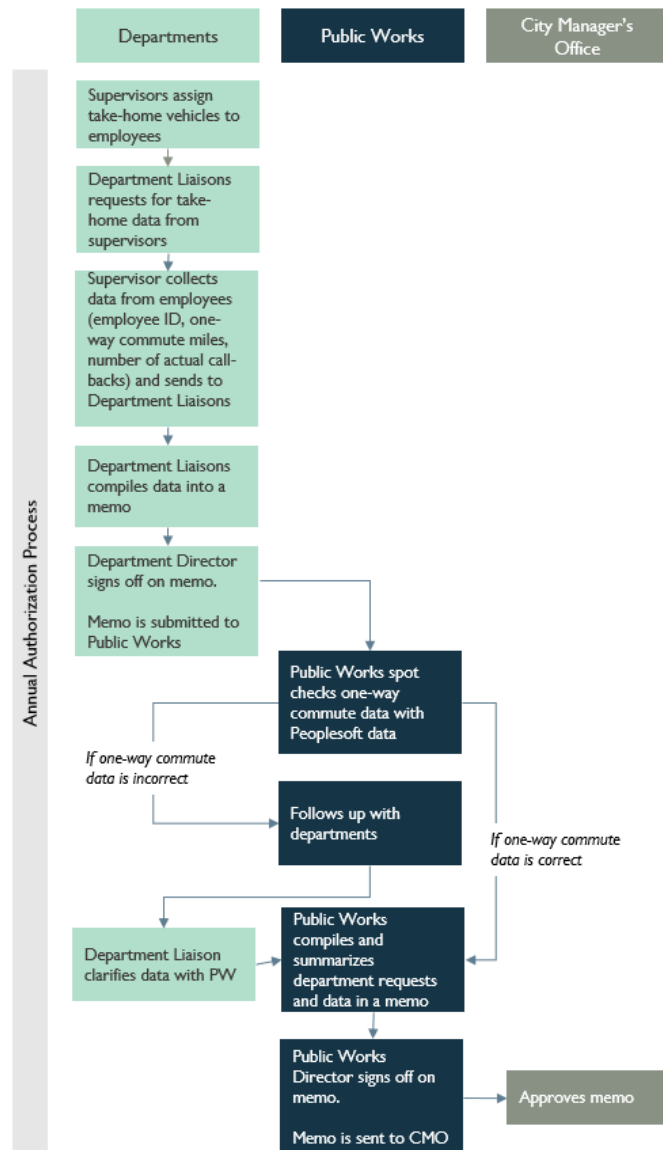 Departments
Public Works
City Manager's
Office
Annual Authorization Process
Supervisors assign
take-home vehicles to
employees
Department Liaisons
requests for take-
home data from
supervisors
Supervisor collects
data from employees
(employee ID, one-
way commute miles,
number of actual call-
backs) and sends to
Department Liaisons
Department Liaisons
compiles data into a
memo
Department Director
signs off on memo.
Memo is submitted to
Public Works
Public Works spot
checks one-way
commute data with
Peoplesoft data
If one-way commute
data is incorrect
Follows up with
departments
If one-way commute
data is correct
Department Liaison
clarifies data with PW
Public Works
compiles and
summarizes
department requests
and data in a memo
Public Works
Director signs off on
memo.
Memo is sent to CMO
Approves memo